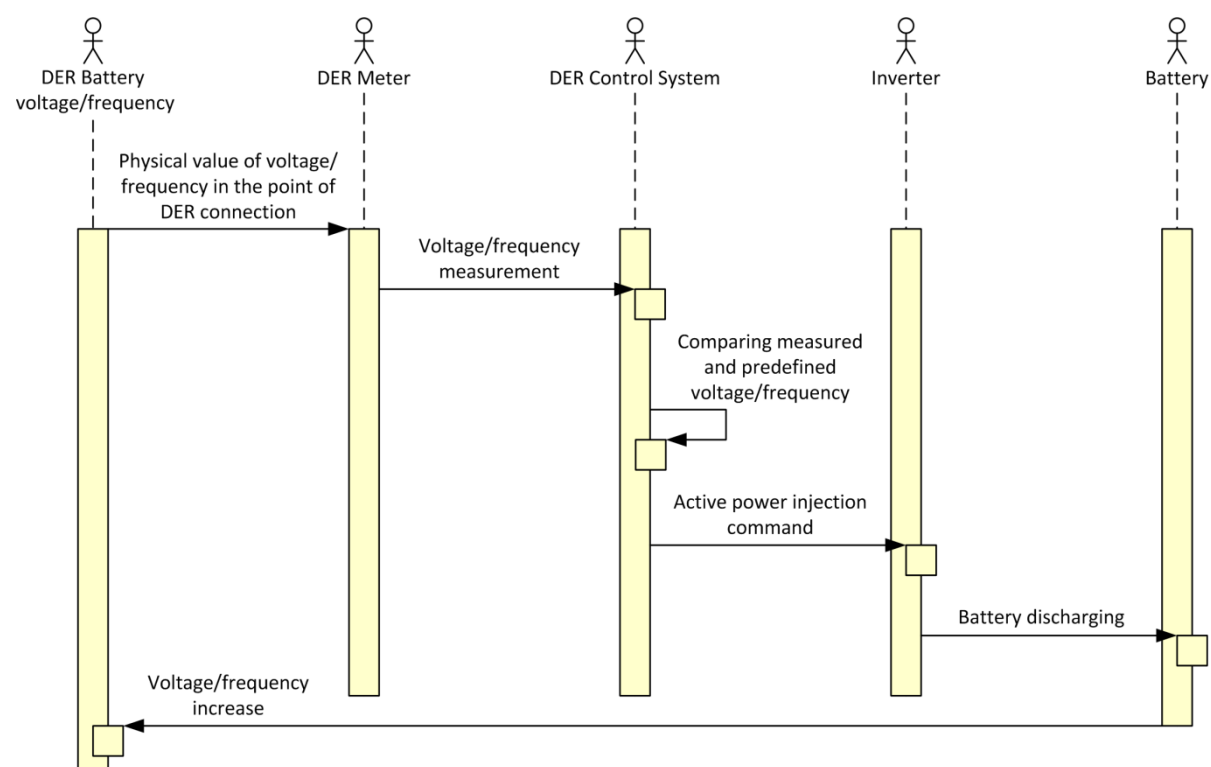 DER Battery
voltage/frequency
DER Meter
DER Control System
Inverter
Battery
Physical value of voltage/
frequency in the point of
DER connection
Voltage/frequency
measurement
Comparing measured
and predefined
voltage/frequency
Active power injection
command
Battery discharging
Voltage/frequency
increase